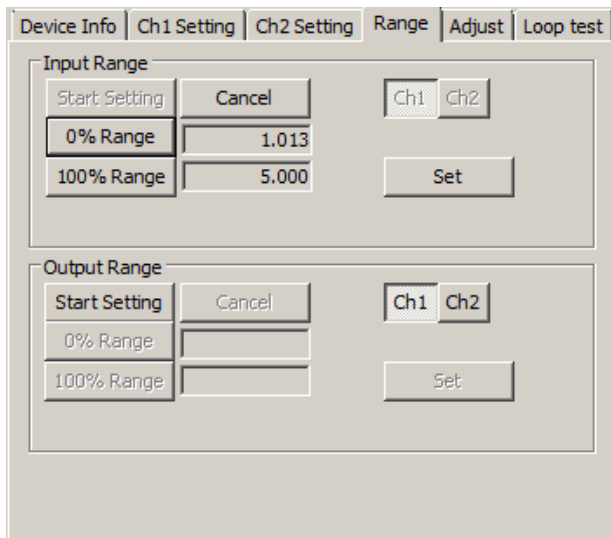 Device Info Ch1 Setting Ch2 Setting Range Adjust Loop test
Input Range
Start Setting Cancel Ch1 Ch2
0% Range 1.013
100% Range 5.000 Set
Output Range
Start Setting Cancel Ch1 Ch2
0% Range
100% Range Set